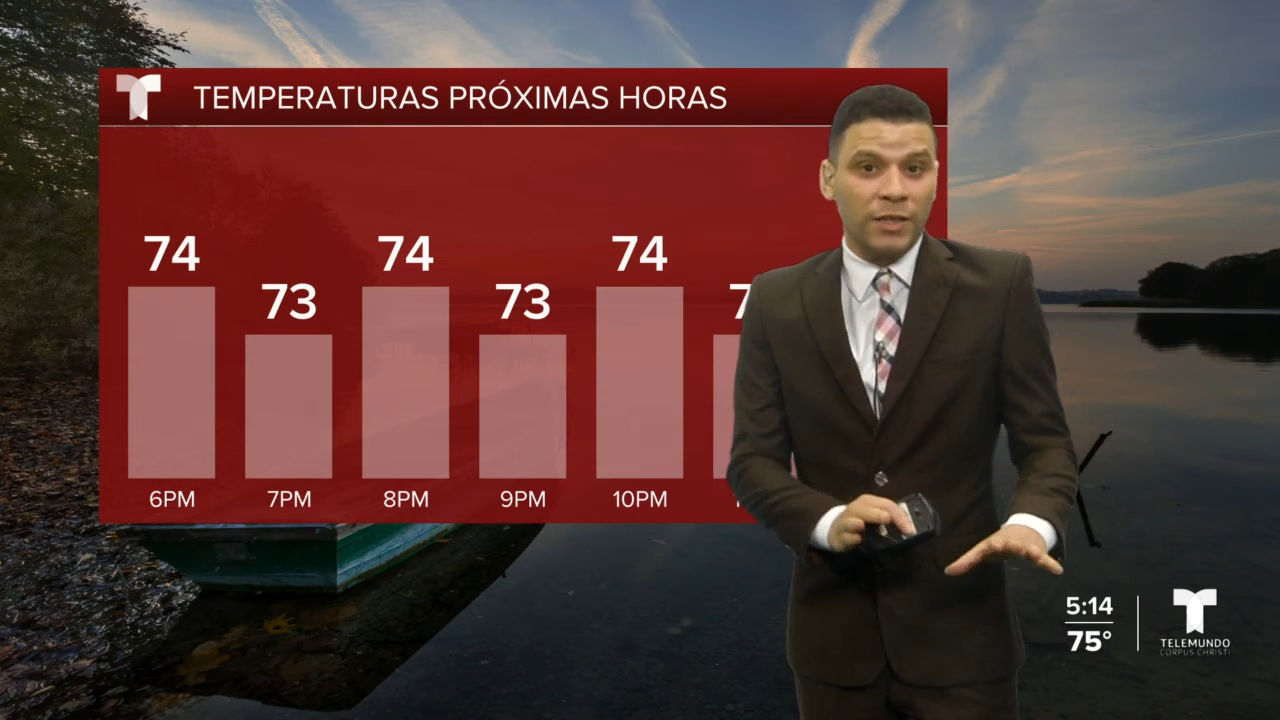 TEMPERATURAS PRÓXIMAS HORAS
74 73 74 73 74
6PM 7PM 8PM 9PM 10PM
5:14
75°
TELEMUNDO
CORPUS CHRISTI